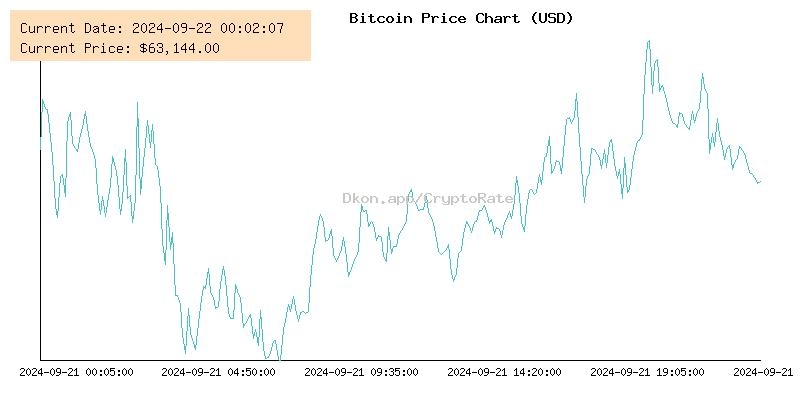 Bitcoin Price Chart (USD)
Current Date: 2024-09-22 00:02:07
Current Price: $63,144.00
Dkon.app/CryptoRate
2024-09-21 00:05:00 2024-09-21 04:50:00 2024-09-21 09:35:00 2024-09-21 14:20:00 2024-09-21 19:05:00 2024-09-21